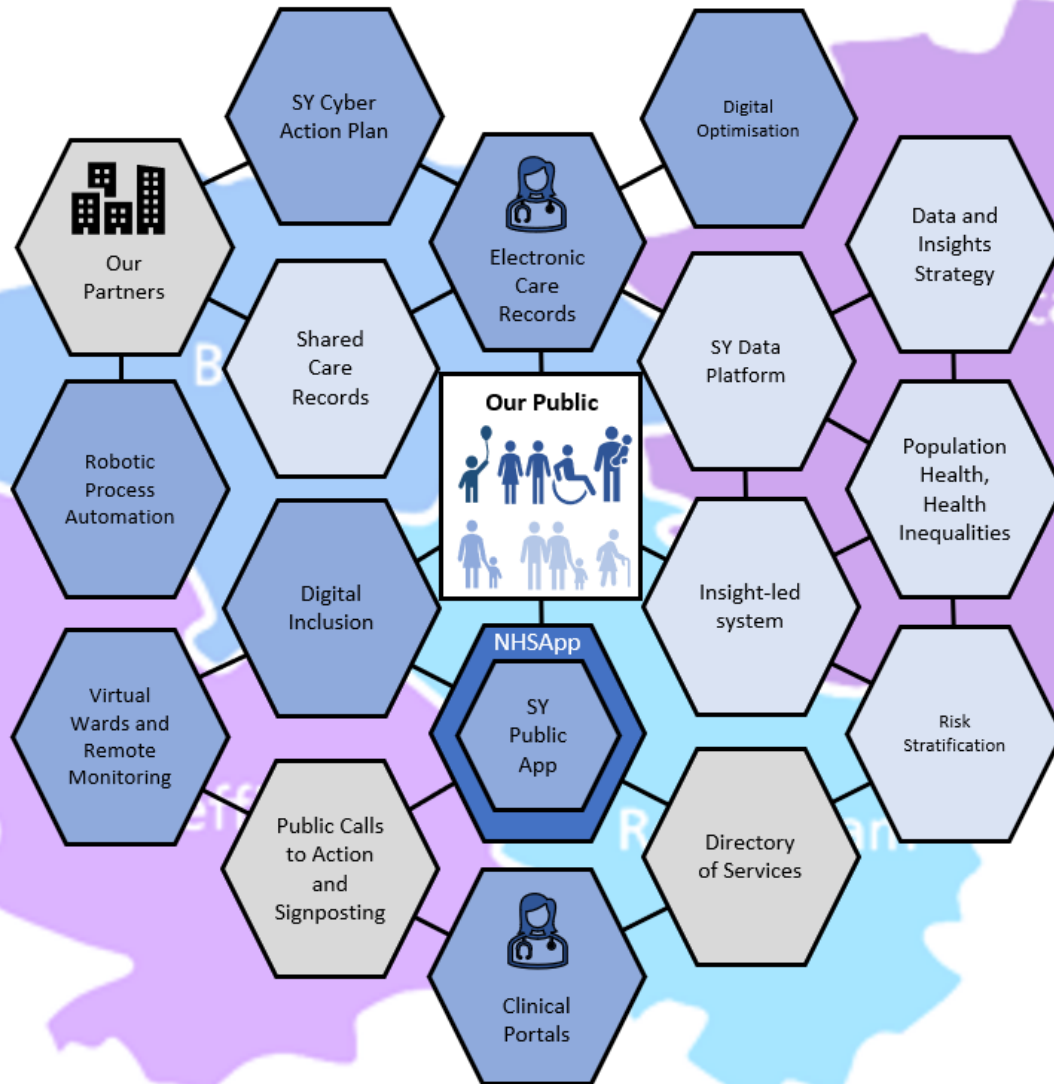 SY Cyber
Action Plan
Digital
Optimisation
Our
Partners
Electronic
Care
Records
Data and
Insights
Strategy
Shared
Care
Records
SY Data
Platform
Our Public
Robotic
Process
Automation
Population
Health,
Health
Inequalities
Digital
Inclusion
Insight-led
system
NHSApp
SY
Public
App
Virtual
Wards and
Remote
Monitoring
Risk
Stratification
Public Calls
to Action
and
Signposting
Directory
of Services
Clinical
Portals